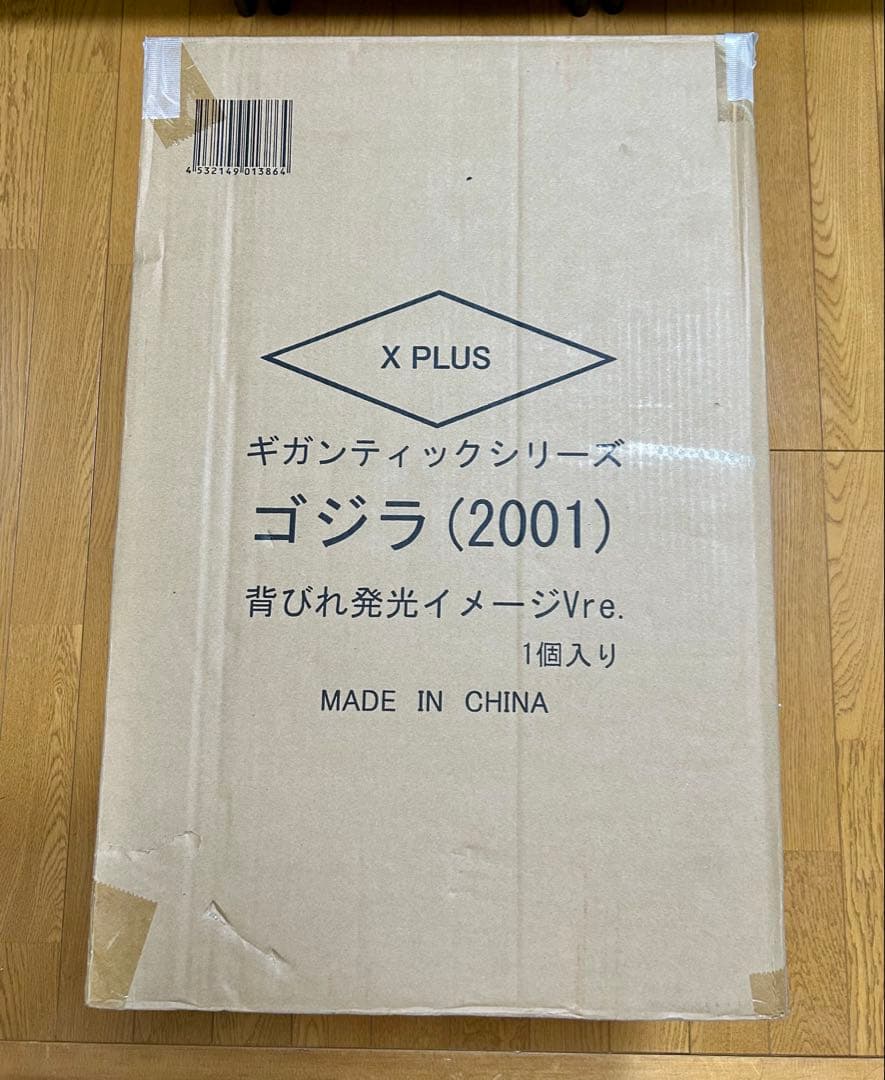 4532149013864
X PLUS
ギガンティックシリーズ
ゴジラ(2001)
背びれ発光イメージVre.
1個入り
MADE IN CHINA